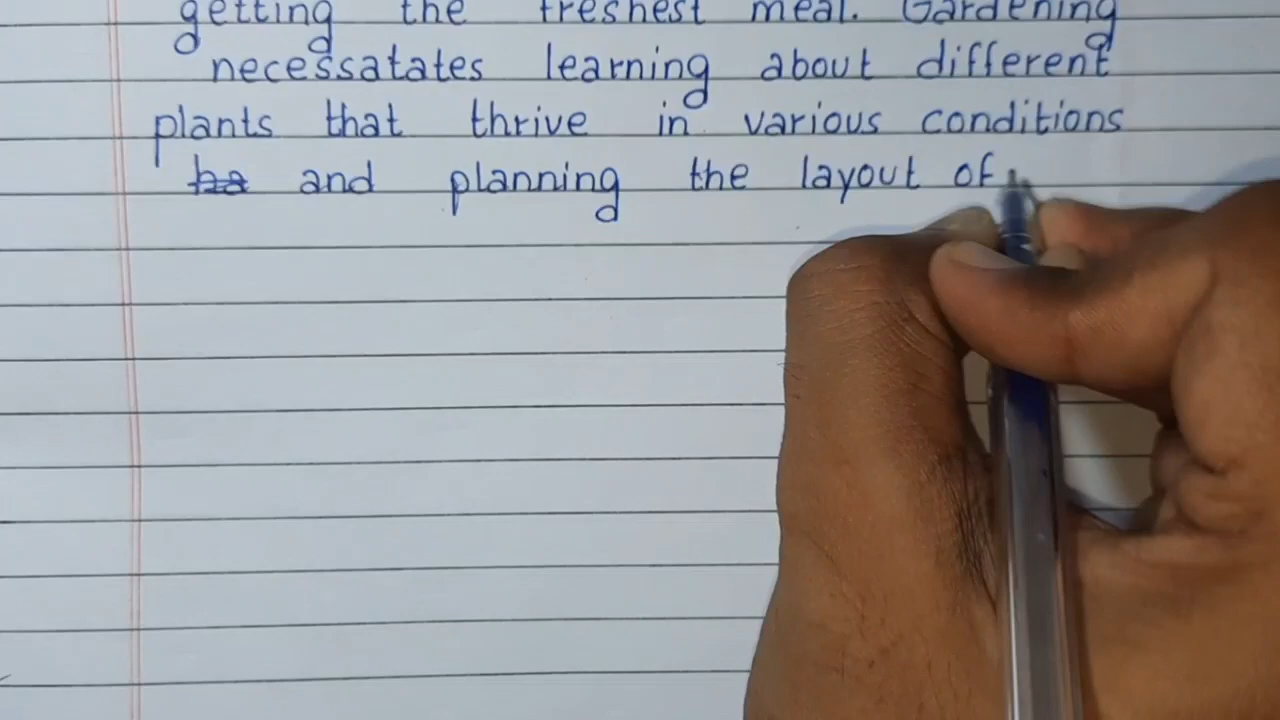 getting the freshest meal. Gardening
necessatates learning about different
plants that thrive in various conditions
and planning the layout of